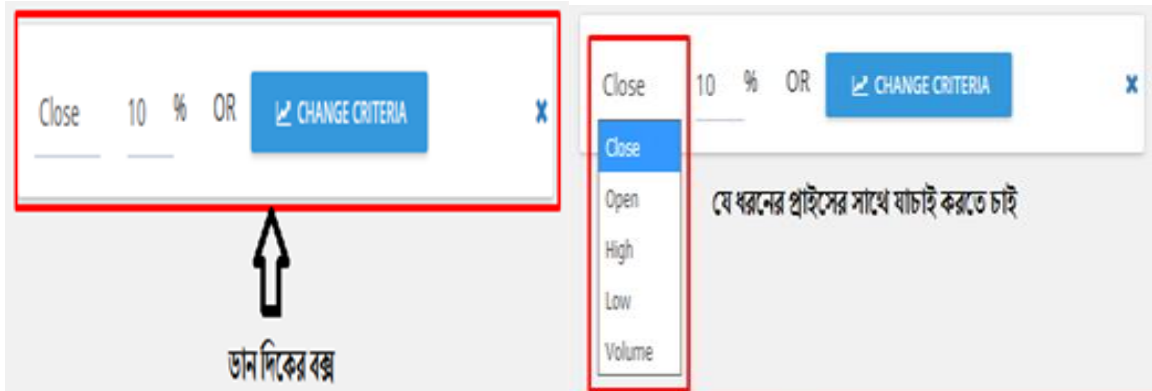 Close 10 % OR CHANGE CRITERIA x
ডান দিকের বক্স
Close 10 % OR CHANGE CRITERIA x
Close
Open
High
Low
Volume
যে ধরনের প্রাইসের সাথে যাচাই করতে চাই